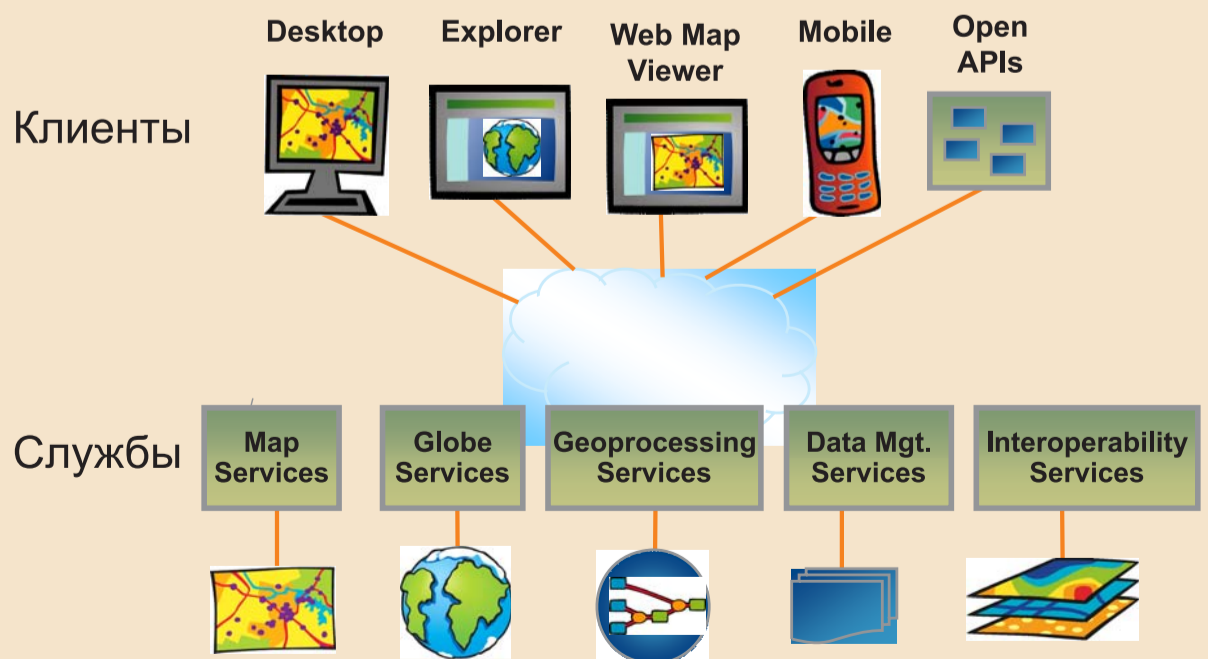 Desktop
Explorer
Web Map
Viewer
Mobile
Open
APIs
Клиенты
Службы
Map
Services
Globe
Services
Geoprocessing
Services
Data Mgt.
Services
Interoperability
Services